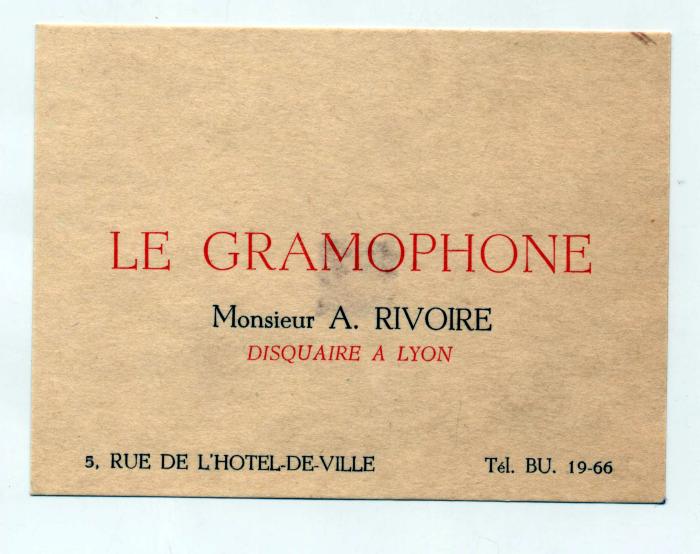 LE GRAMOPHONE
Monsieur A. RIVOIRE
DISQUAIRE A LYON
5, RUE DE L'HOTEL-DE-VILLE Tél. BU. 19-66